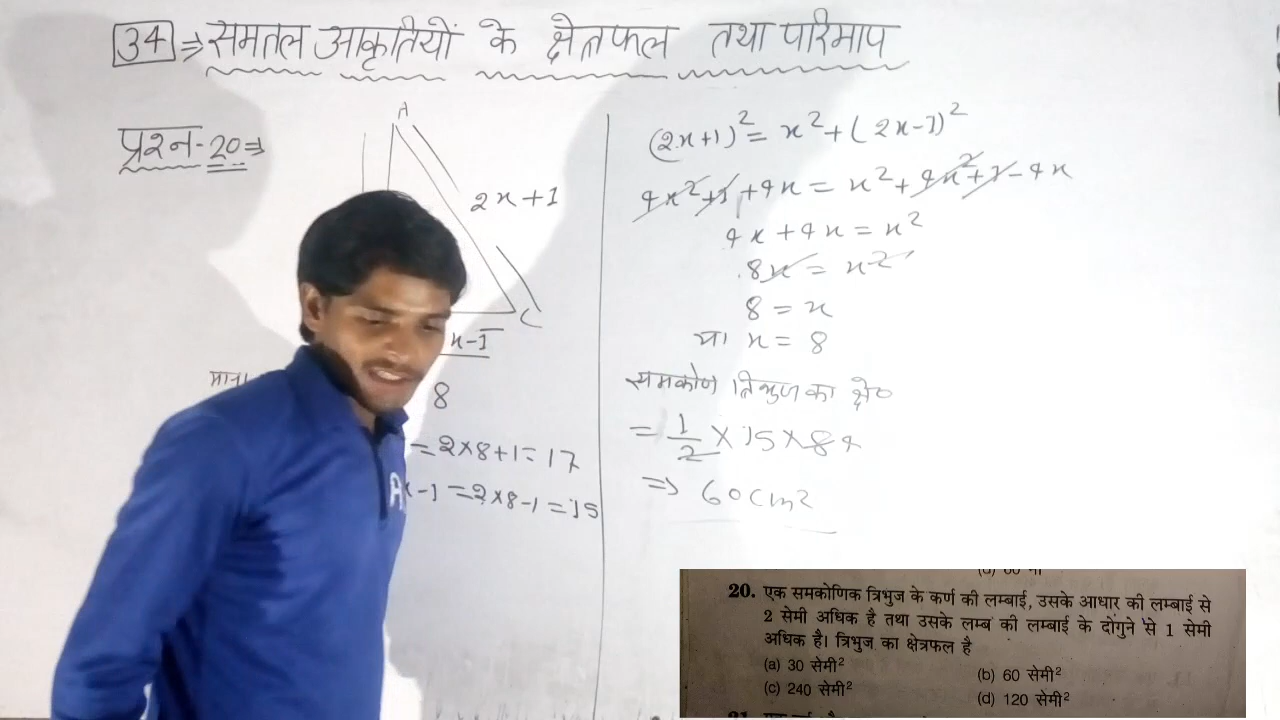 34 ⇒ समतल आकृतियों के क्षेत्रफल तथा परिमाप
प्रश्न-20 ⇒
A
2x+1
C
x-1
माना
8
=2×8+1=17
x-1 =2×8-1=15
(2x+1)²= x²+(2x-1)²
4x²+1+4x = x²+4x²+1-4x
4x+4x=x²
8x = x²
8 = x
या x = 8
समकोण त्रिभुज का क्षे०
= 1/2 ×15×8
=> 60cm²
A
20. एक समकोणिक त्रिभुज के कर्ण की लम्बाई, उसके आधार की लम्बाई से
2 सेमी अधिक है तथा उसके लम्ब की लम्बाई के दोगुने से 1 सेमी
अधिक है। त्रिभुज का क्षेत्रफल है
(a) 30 सेमी² (b) 60 सेमी²
(c) 240 सेमी² (d) 120 सेमी²